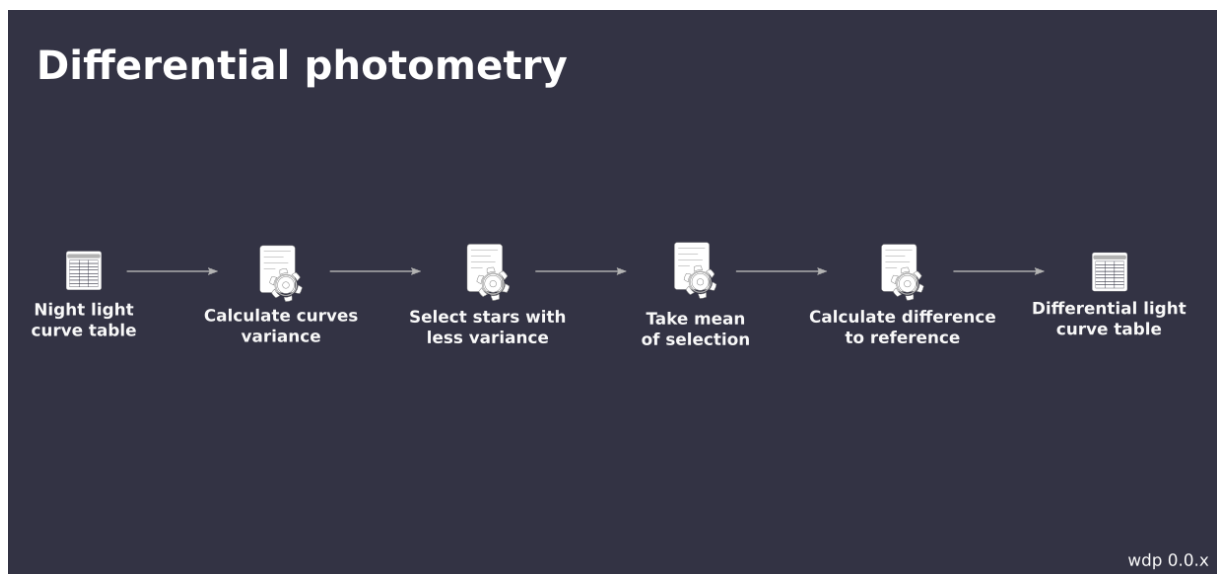 Differential photometry
Night light
curve table
Calculate curves
variance
Select stars with
less variance
Take mean
of selection
Calculate difference
to reference
Differential light
curve table
wdp 0.0.x